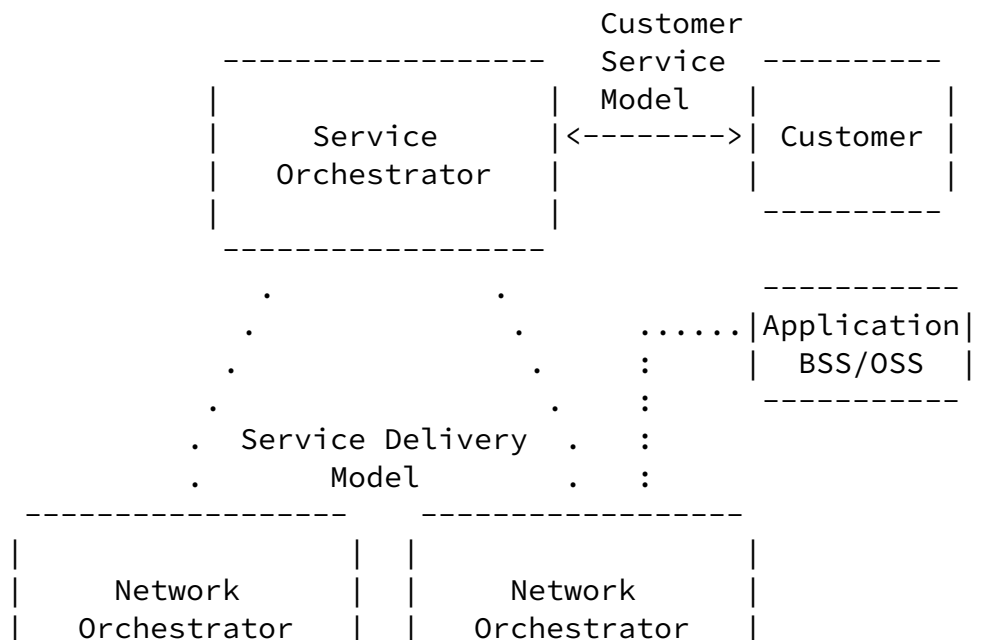 Customer
Service
Model
Service
Orchestrator
Customer
Application
BSS/OSS
Service Delivery
Model
Network
Orchestrator
Network
Orchestrator